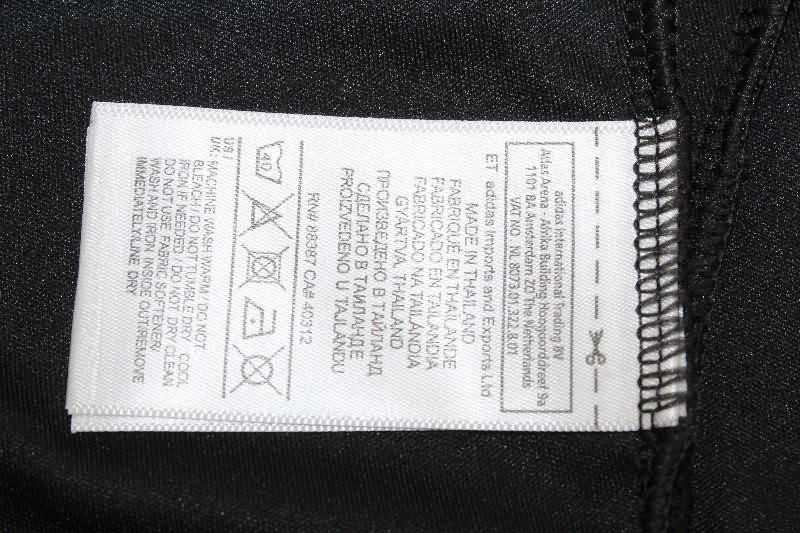 adidas international Trading BV
Atlas Arena - Afrika Building Hoogoorddreef 9a
1101 BA Amsterdam ZO The Netherlands
VAT NO. NL 8073.01.322.B.01
ET adidas Imports and Exports Ltd
MADE IN THAILAND
FABRIQUE EN THAILANDE
FABRICADO EN TAILANDIA
FABRICADO NA TAILÂNDIA
GYÁRTVA THAILAND
ПРОИЗВЕДЕНО В ТАЙЛАНД
СДЕЛАНО В ТАИЛАНДЕ
PROIZVEDENO U TAJLANDU
RN# 88387 CA# 40312
40
US /
UK: MACHINE WASH WARM / DO NOT
BLEACH / DO NOT TUMBLE DRY COOL
IRON IF NEEDED / DO NOT DRY CLEAN
DO NOT USE FABRIC SOFTENER/
WASH AND IRON INSIDE OUT/REMOVE
IMMEDIATELY/LINE DRY